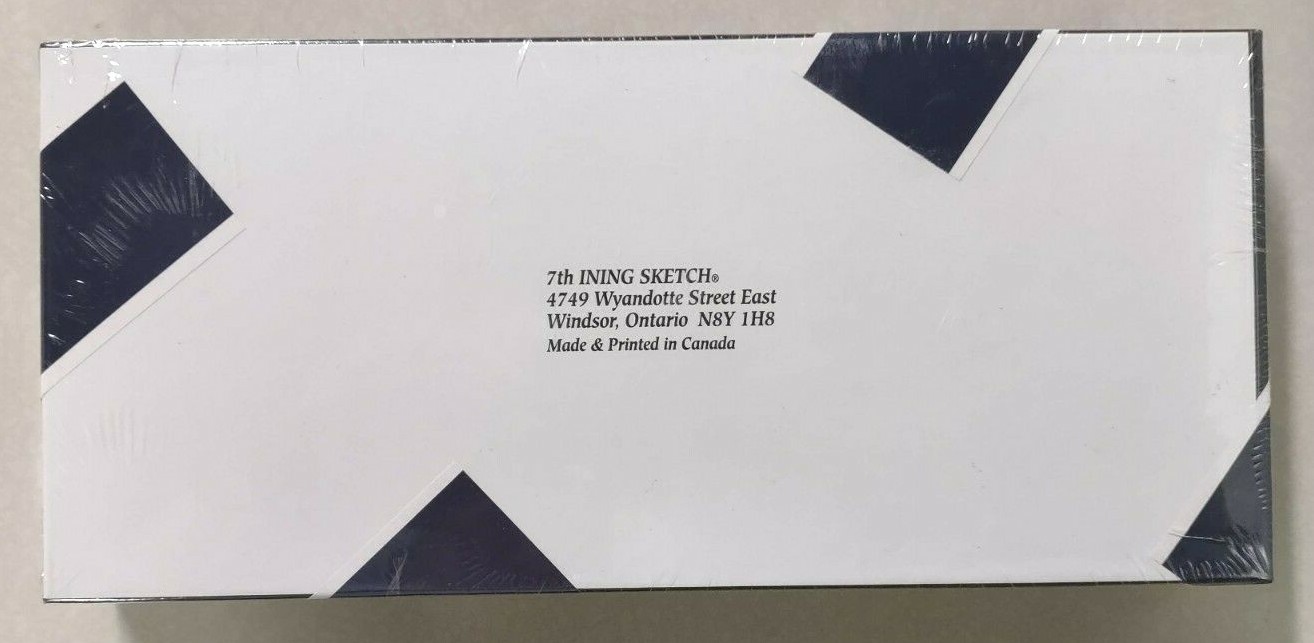 7th INING SKETCH®
4749 Wyandotte Street East
Windsor, Ontario N8Y 1H8
Made & Printed in Canada